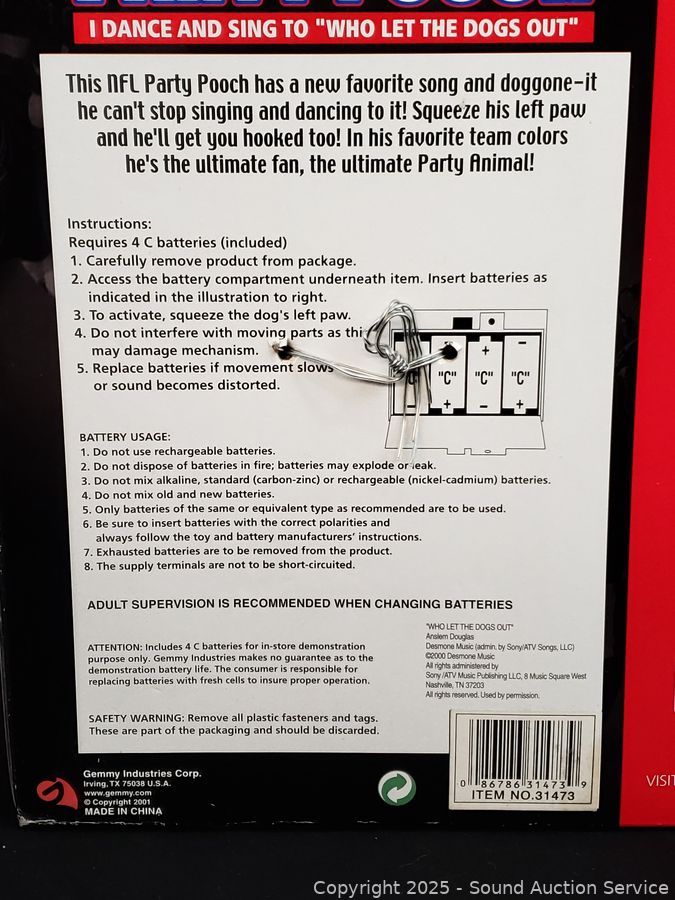 I DANCE AND SING TO "WHO LET THE DOGS OUT"
This NFL Party Pooch has a new favorite song and doggone-it
he can't stop singing and dancing to it! Squeeze his left paw
and he'll get you hooked too! In his favorite team colors
he's the ultimate fan, the ultimate Party Animal!
Instructions:
Requires 4 C batteries (included)
1. Carefully remove product from package.
2. Access the battery compartment underneath item. Insert batteries as
indicated in the illustration to right.
3. To activate, squeeze the dog's left paw.
4. Do not interfere with moving parts as thi
may damage mechanism.
5. Replace batteries if movement slows
or sound becomes distorted.
+ −
"C" "C" "C" "C"
− + − +
BATTERY USAGE:
1. Do not use rechargeable batteries.
2. Do not dispose of batteries in fire; batteries may explode or leak.
3. Do not mix alkaline, standard (carbon-zinc) or rechargeable (nickel-cadmium) batteries.
4. Do not mix old and new batteries.
5. Only batteries of the same or equivalent type as recommended are to be used.
6. Be sure to insert batteries with the correct polarities and
always follow the toy and battery manufacturers' instructions.
7. Exhausted batteries are to be removed from the product.
8. The supply terminals are not to be short-circuited.
ADULT SUPERVISION IS RECOMMENDED WHEN CHANGING BATTERIES
ATTENTION: Includes 4 C batteries for in-store demonstration
purpose only. Gemmy Industries makes no guarantee as to the
demonstration battery life. The consumer is responsible for
replacing batteries with fresh cells to insure proper operation.
"WHO LET THE DOGS OUT"
Anslem Douglas
Desmone Music (admin. by Sony/ATV Songs, LLC)
©2000 Desmone Music
All rights administered by
Sony /ATV Music Publishing LLC, 8 Music Square West
Nashville, TN 37203
All rights reserved. Used by permission.
SAFETY WARNING: Remove all plastic fasteners and tags.
These are part of the packaging and should be discarded.
Gemmy Industries Corp.
Irving, TX 75038 U.S.A.
www.gemmy.com
© Copyright 2001
MADE IN CHINA
0 86786 31473 9
ITEM NO.31473
VISIT
Copyright 2025 - Sound Auction Service